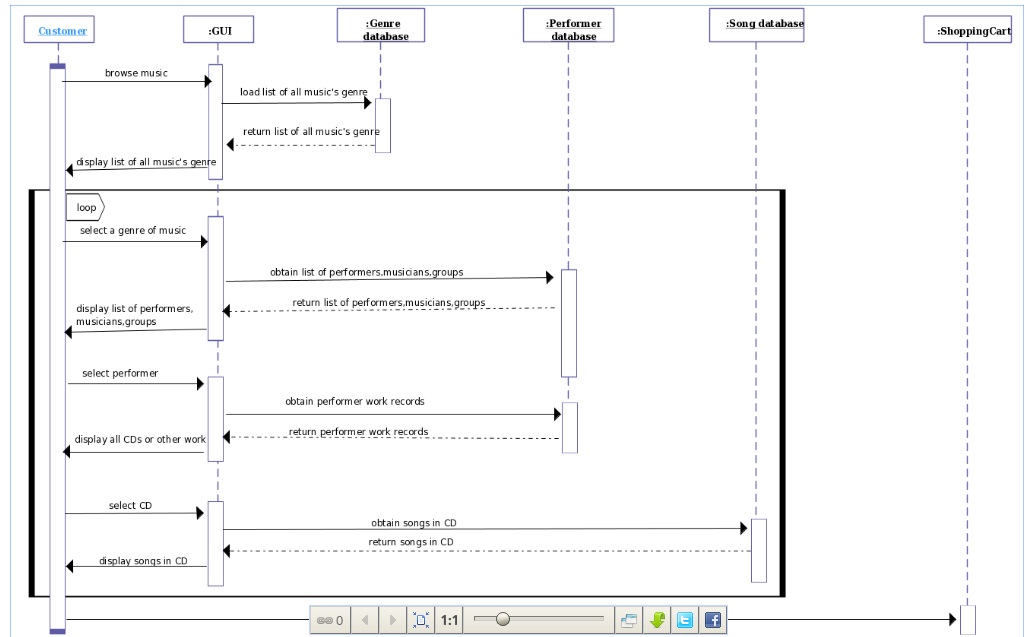 Customer
:GUI
:Genre
database
:Performer
database
:Song database
:ShoppingCart
browse music
load list of all music's genre
return list of all music's genre
display list of all music's genre
loop
select a genre of music
obtain list of performers.musicians.groups
return list of performers,musicians.groups
display list of performers,
musicians,groups
select performer
obtain performer work records
return performer work records
display all CDs or other work
select CD
obtain songs in CD
return songs in CD
display songs in CD
0
1:1